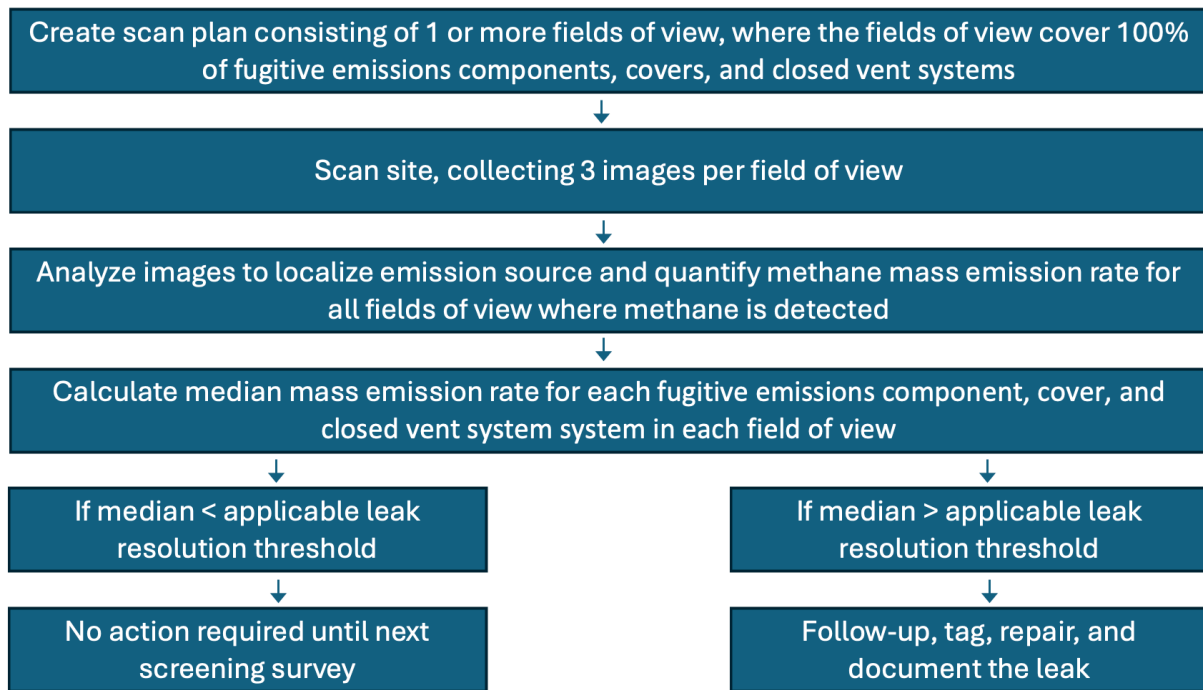 Create scan plan consisting of 1 or more fields of view, where the fields of view cover 100%
of fugitive emissions components, covers, and closed vent systems
Scan site, collecting 3 images per field of view
Analyze images to localize emission source and quantify methane mass emission rate for
all fields of view where methane is detected
Calculate median mass emission rate for each fugitive emissions component, cover, and
closed vent system system in each field of view
If median < applicable leak
resolution threshold
No action required until next
screening survey
If median > applicable leak
resolution threshold
Follow-up, tag, repair, and
document the leak